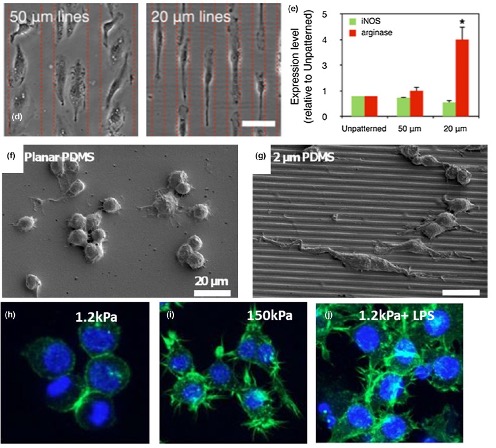 50 µm lines
(d)
20 µm lines
(e)
Expression level
(relative to Unpatterned)
5
4
3
2
1
0
iNOS
arginase
*
Unpatterned 50 µm 20 µm
(f) Planar PDMS
20 µm
(g) 2 µm PDMS
(h) 1.2kPa
(i) 150kPa
(j) 1.2kPa+ LPS